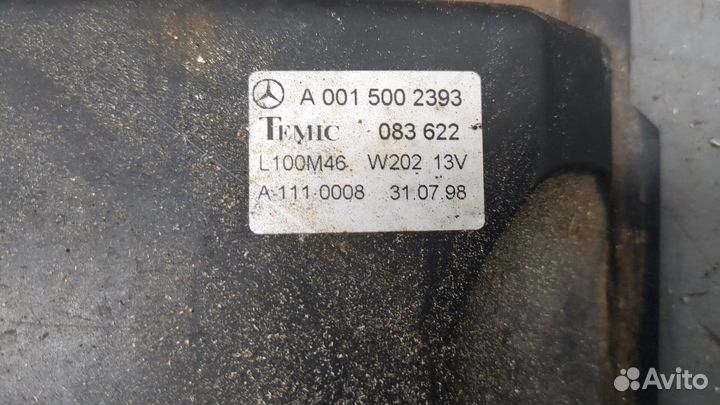 A 001 500 2393
TEMIC 083 622
L100M46 W202 13V
A-111 0008 31.07.98
Avito